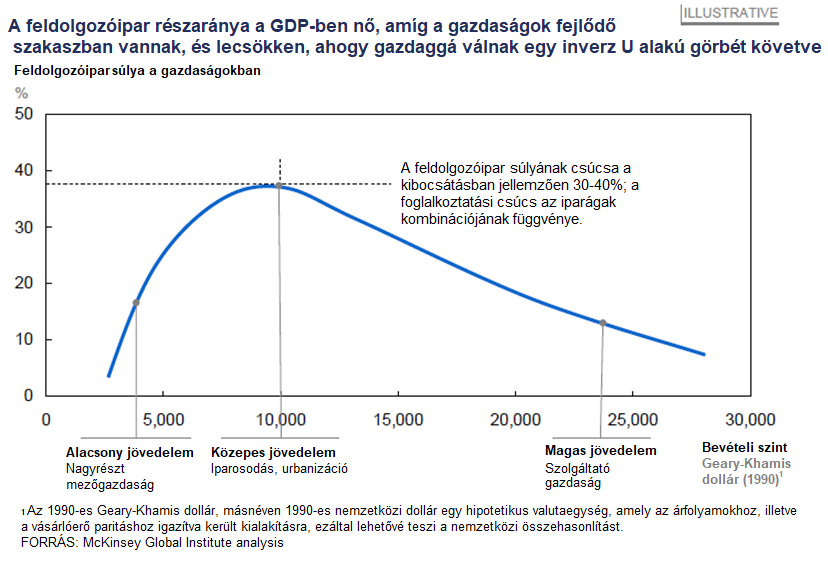 ILLUSTRATIVE
A feldolgozóipar részaránya a GDP-ben nő, amíg a gazdaságok fejlődő
szakaszban vannak, és lecsökken, ahogy gazdaggá válnak egy inverz U alakú görbét követve
Feldolgozóipar súlya a gazdaságokban
%
50
40
30
20
10
0
A feldolgozóipar súlyának csúcsa a
kibocsátásban jellemzően 30-40%; a
foglalkoztatási csúcs az iparágak
kombinációjának függvénye.
0 5,000 10,000 15,000 20,000 25,000 30,000
Alacsony jövedelem
Nagyrészt
mezőgazdaság
Közepes jövedelem
Iparosodás, urbanizáció
Magas jövedelem
Szolgáltató
gazdaság
Bevételi szint
Geary-Khamis
dollár (1990)¹
1 Az 1990-es Geary-Khamis dollár, másnéven 1990-es nemzetközi dollár egy hipotetikus valutaegység, amely az árfolyamokhoz, illetve
a vásárlóerő paritáshoz igazítva került kialakításra, ezáltal lehetővé teszi a nemzetközi összehasonlítást.
FORRÁS: McKinsey Global Institute analysis